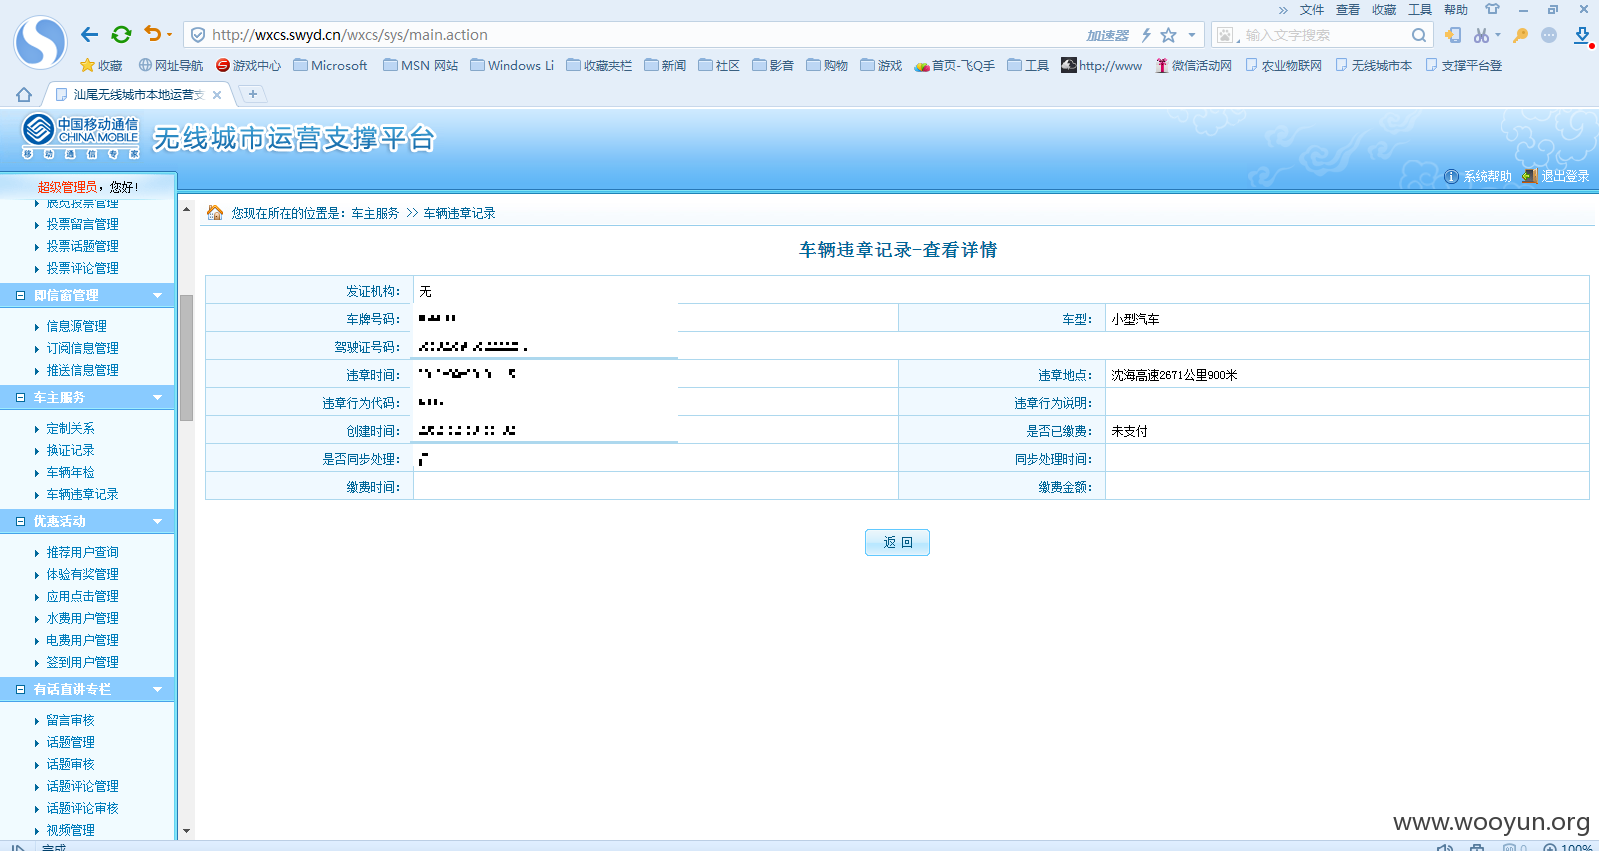 » 文件 查看 收藏 工具 帮助
http://wxcs.swyd.cn/wxcs/sys/main.action 加速器 输入文字搜索
收藏 网址导航 游戏中心 Microsoft MSN 网站 Windows Li 收藏夹栏 新闻 社区 影音 购物 游戏 首页-飞Q手 工具 http://www 微信活动网 农业物联网 无线城市本 支撑平台登
汕尾无线城市本地运营支
中国移动通信
CHINA MOBILE
移动通信专家
无线城市运营支撑平台
系统帮助 退出登录
超级管理员，您好！
展览投票管理
投票留言管理
投票话题管理
投票评论管理
即信窗管理
信息源管理
订阅信息管理
推送信息管理
车主服务
定制关系
换证记录
车辆年检
车辆违章记录
优惠活动
推荐用户查询
体验有奖管理
应用点击管理
水费用户管理
电费用户管理
签到用户管理
有话直讲专栏
留言审核
话题管理
话题审核
话题评论管理
话题评论审核
视频管理
您现在所在的位置是：车主服务 >> 车辆违章记录
车辆违章记录-查看详情
发证机构： 无
车牌号码： 车型： 小型汽车
驾驶证号码：
违章时间： 违章地点： 沈海高速2671公里900米
违章行为代码： 违章行为说明：
创建时间： 是否已缴费： 未支付
是否同步处理： 同步处理时间：
缴费时间： 缴费金额：
返 回
www.wooyun.org
完成 0 100%